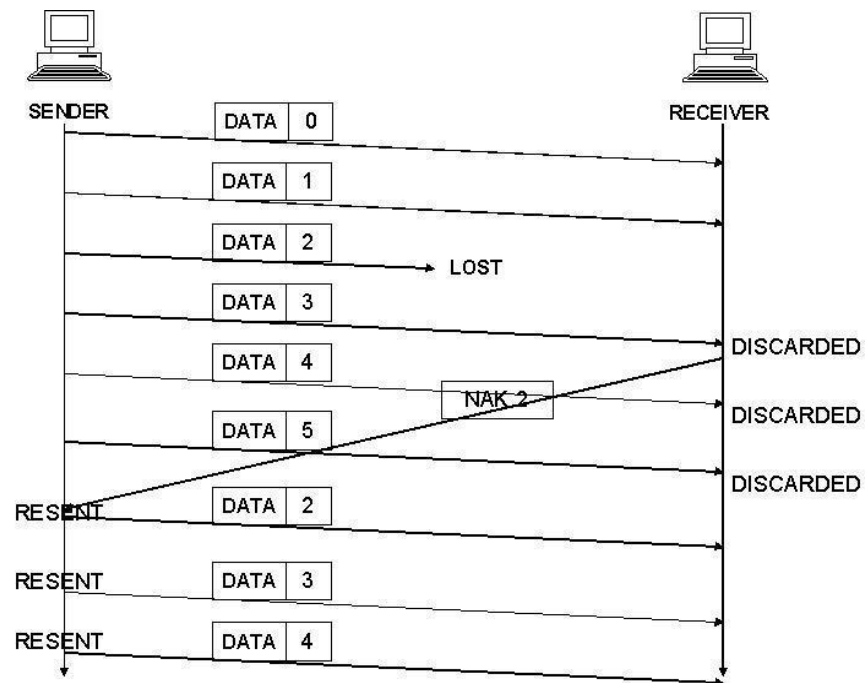 SENDER
RECEIVER
DATA 0
DATA 1
DATA 2
LOST
DATA 3
DISCARDED
DATA 4
NAK 2
DISCARDED
DATA 5
DISCARDED
RESENT
DATA 2
RESENT
DATA 3
RESENT
DATA 4